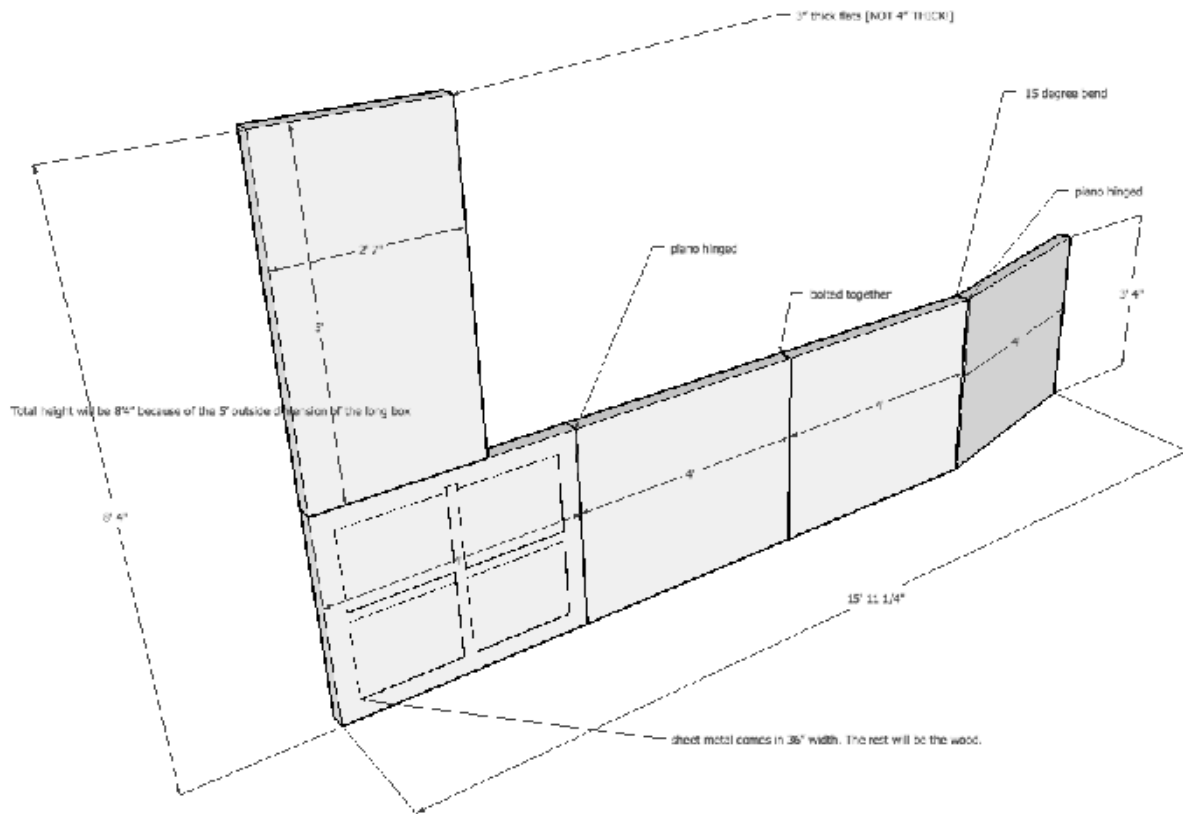 3" thick flats [NOT 4" THICK!]
15 degree bend
piano hinged
piano hinged
2' 7"
bolted together
3' 4"
5'
4'
4'
Total height will be 8'4" because of the 5' outside dimension of the long box
4'
8' 4"
15' 11 1/4"
sheet metal comes in 36" width. The rest will be the wood.